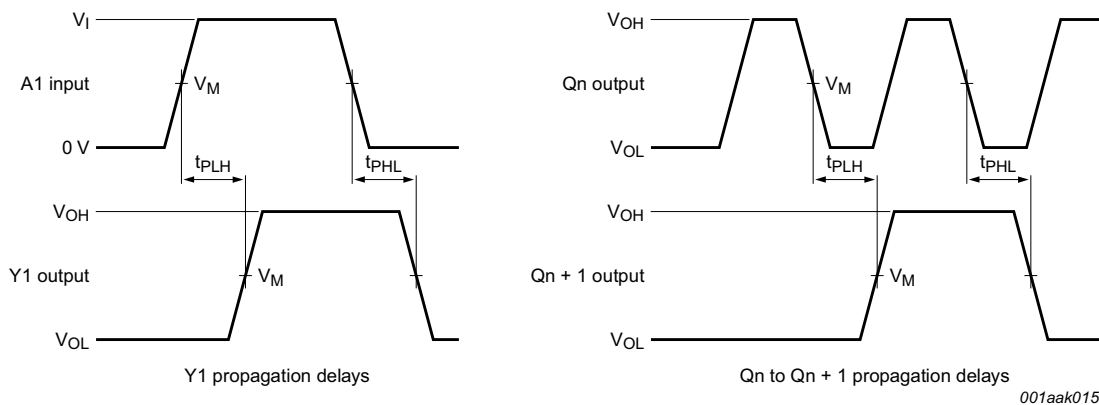 V_I
A1 input
V_M
0 V
t_PLH
t_PHL
V_OH
Y1 output
V_M
V_OL
Y1 propagation delays
V_OH
Qn output
V_M
V_OL
t_PLH
t_PHL
V_OH
Qn + 1 output
V_M
V_OL
Qn to Qn + 1 propagation delays
001aak015